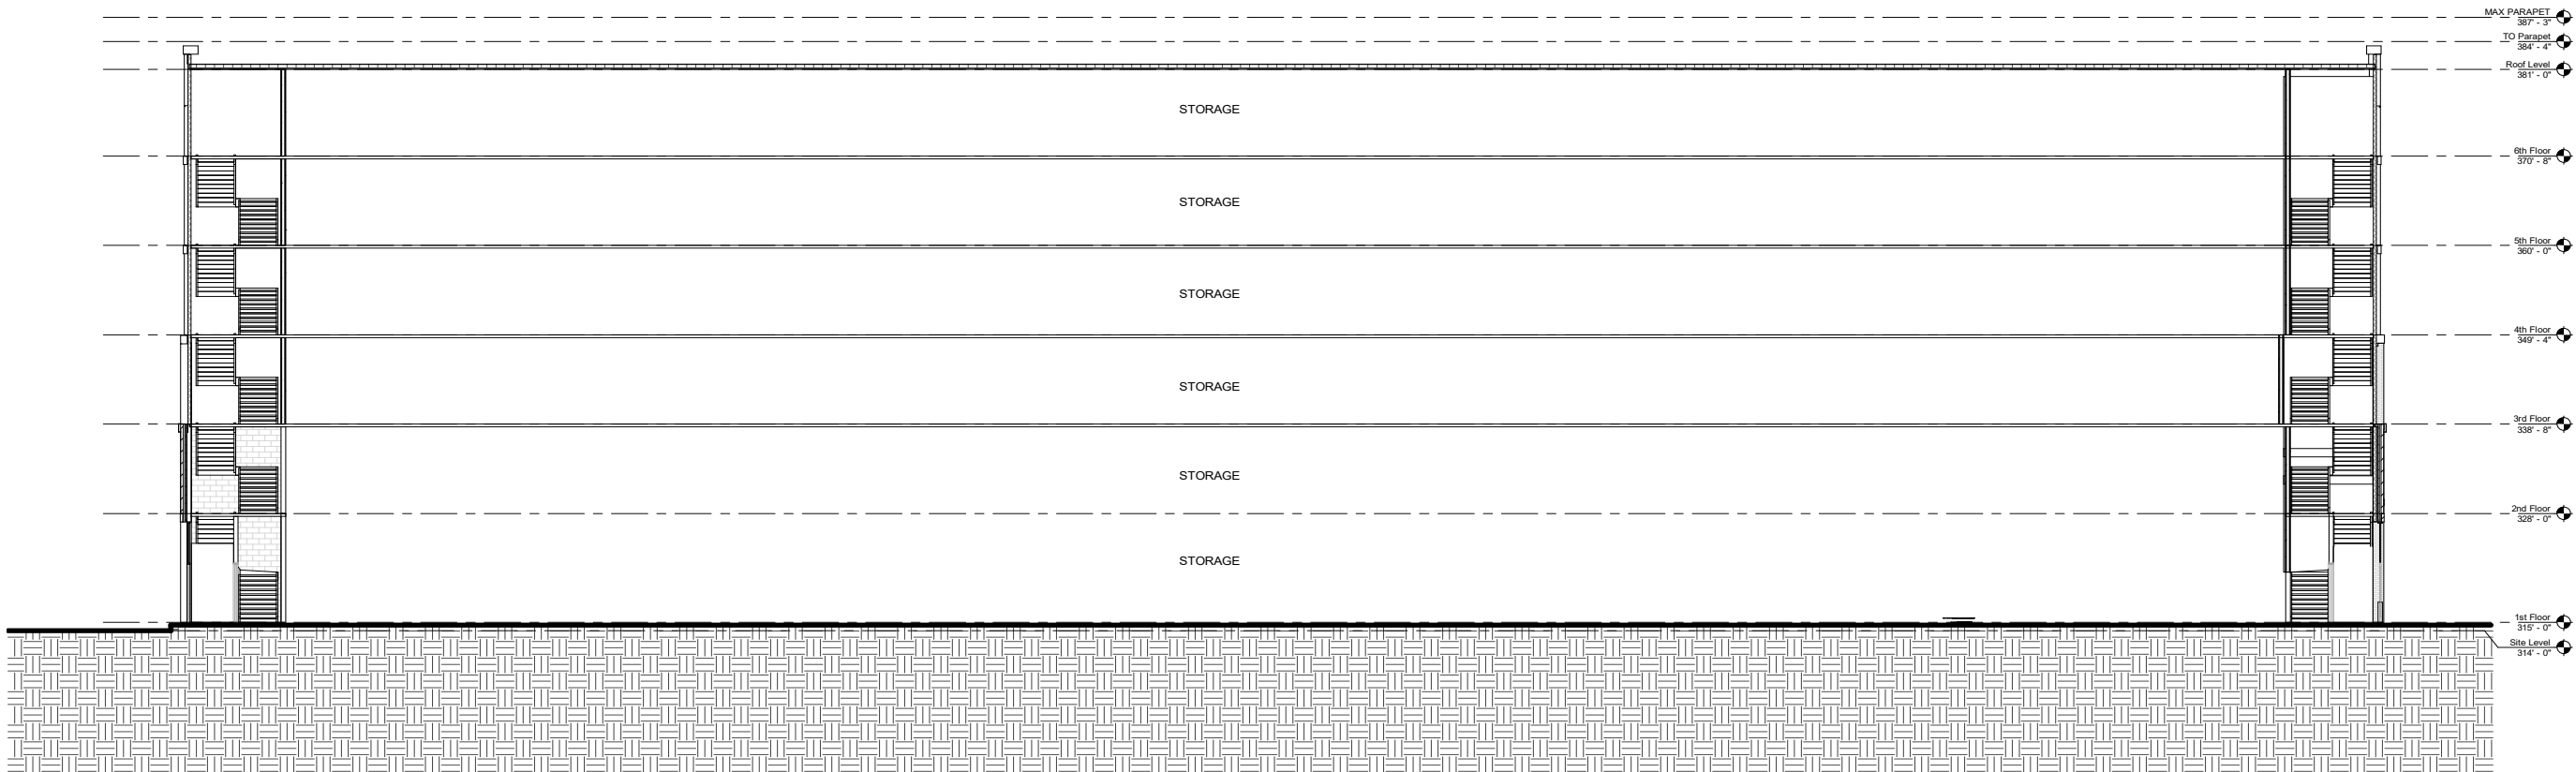 MAX PARAPET
387' - 3"
TO Parapet
384' - 4"
Roof Level
381' - 0"
STORAGE
6th Floor
370' - 8"
STORAGE
5th Floor
360' - 0"
STORAGE
4th Floor
349' - 4"
STORAGE
3rd Floor
338' - 8"
STORAGE
2nd Floor
328' - 0"
STORAGE
1st Floor
315' - 0"
Site Level
314' - 0"